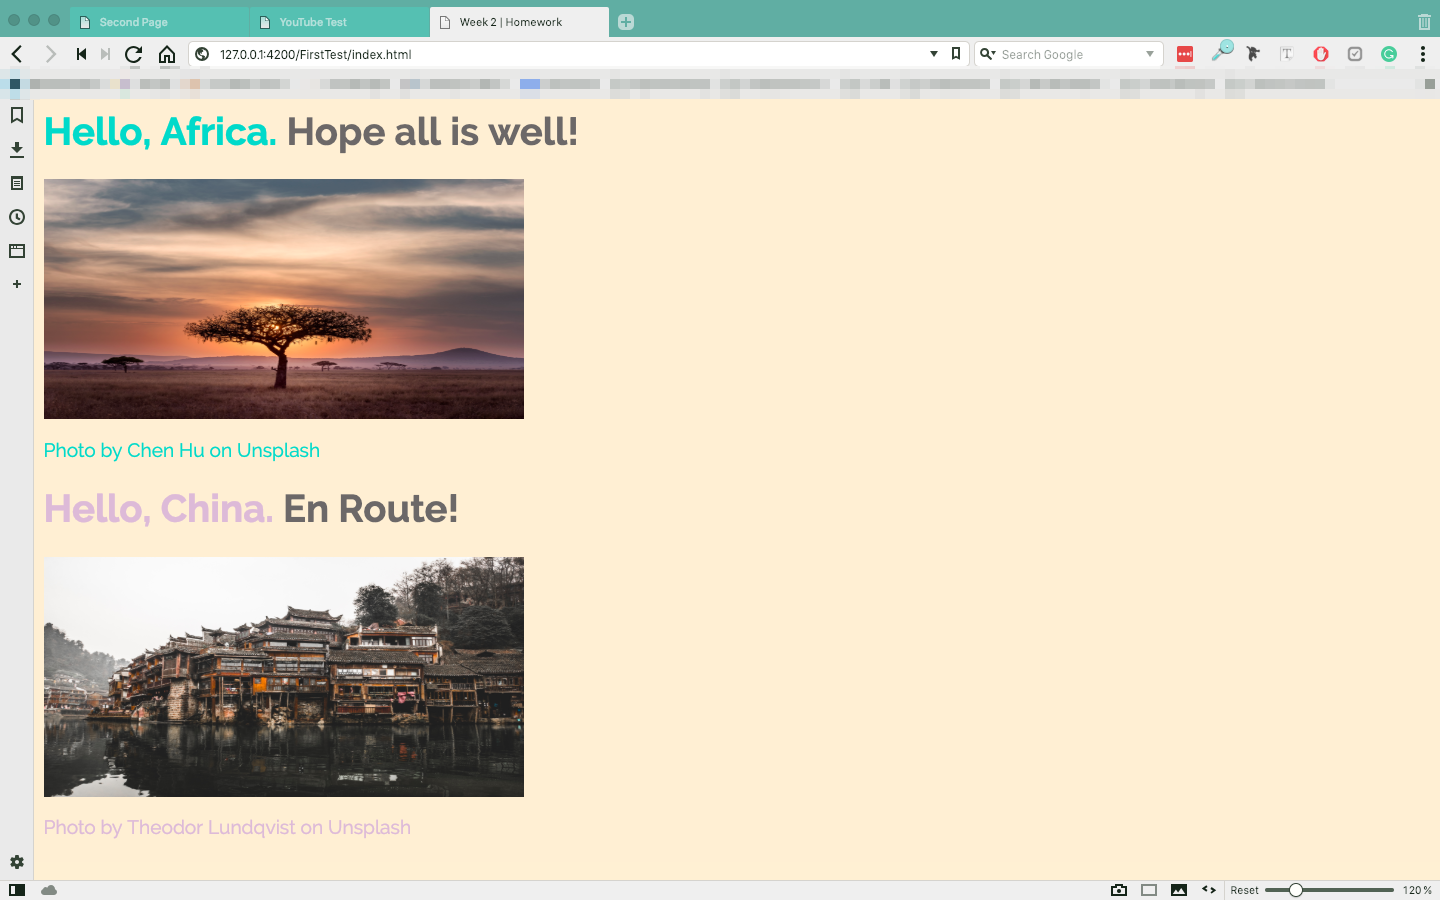 Second Page
YouTube Test
Week 2 | Homework
127.0.0.1:4200/FirstTest/index.html
Search Google
Hello, Africa. Hope all is well!
Photo by Chen Hu on Unsplash
Hello, China. En Route!
Photo by Theodor Lundqvist on Unsplash
Reset
120 %